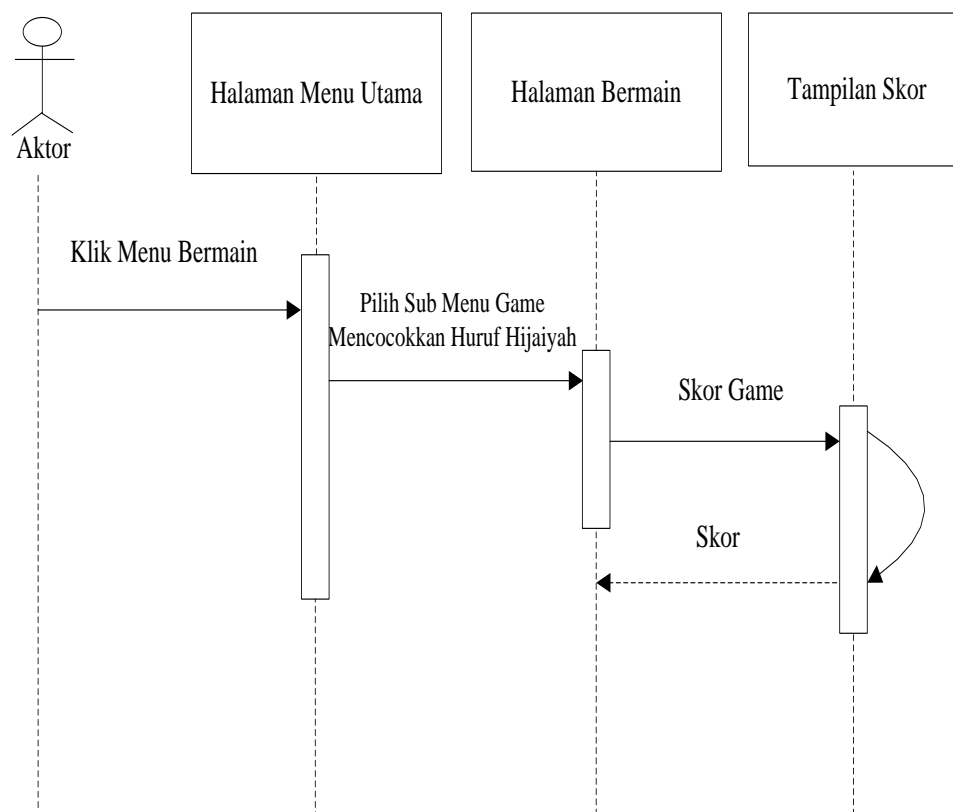 Halaman Menu Utama
Halaman Bermain
Tampilan Skor
Aktor
Klik Menu Bermain
Pilih Sub Menu Game
Mencocokkan Huruf Hijaiyah
Skor Game
Skor